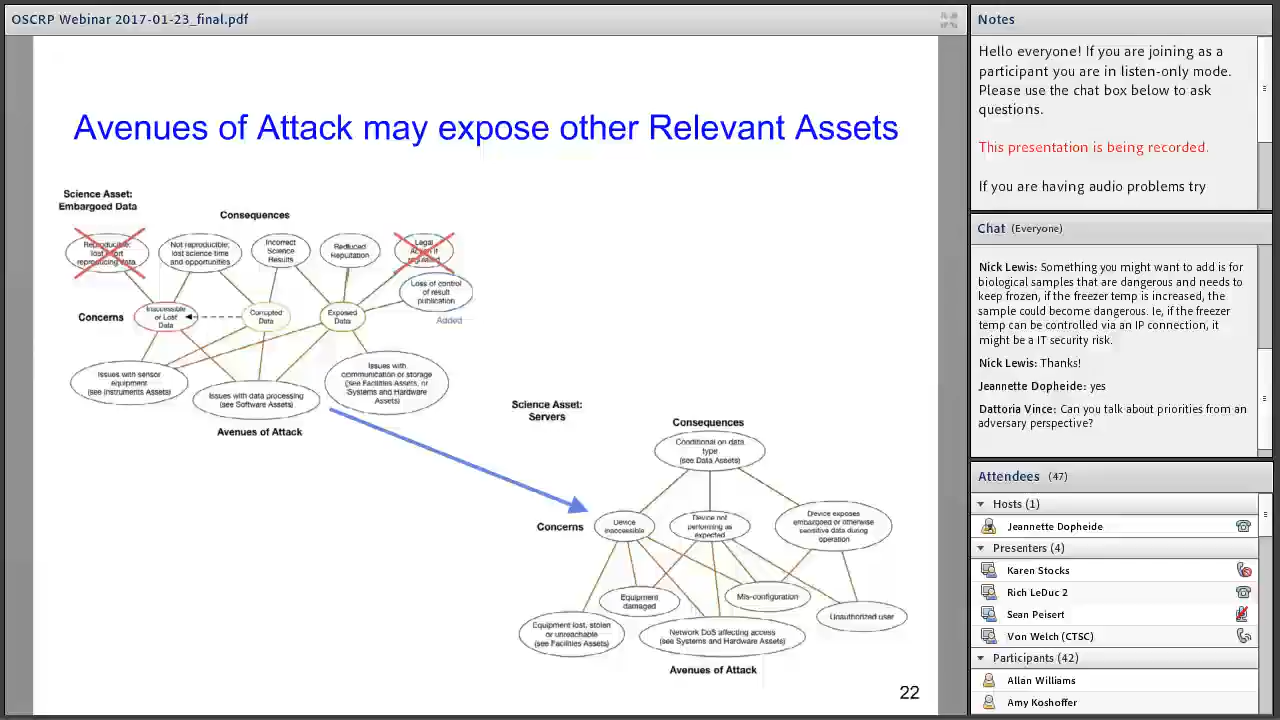 OSCRP Webinar 2017-01-23_final.pdf
Avenues of Attack may expose other Relevant Assets
Science Asset:
Embargoed Data
Consequences
Reproducible:
lost
reproducing data
Not reproducible;
lost science time
and opportunities
Incorrect
Science
Results
Redluced
Reputation
Legal
if
Loss of control
of result
publication
Added
Concerns
Inaccessible
or Lost
Data
Corrupted
Data
Exposed
Data
Issues with sensor
equipment
(see Instruments Assets)
Issues with data processing
(see Software Assets)
Issues with
communication or storage
(see Facilities Assets, or
Systems and Hardware
Assets)
Avenues of Attack
Science Asset:
Servers
Consequences
Conditional on data
type
(see Data Assets)
Concerns
Device
inaccessible
Device not
performing as
expected
Device exposes
embargoed or otherwise
sensitive data during
operation
Equipment
damaged
Mis-configuration
Unauthorized user
Equipment lost, stolen
or unreachable
(see Facilities Assets)
Network DoS affecting access
(see Systems and Hardware Assets)
Avenues of Attack
22
Notes
Hello everyone! If you are joining as a
participant you are in listen-only mode.
Please use the chat box below to ask
questions.
This presentation is being recorded.
If you are having audio problems try
Chat (Everyone)
Nick Lewis: Something you might want to add is for
biological samples that are dangerous and needs to
keep frozen, if the freezer temp is increased, the
sample could become dangerous, if the freezer
temp can be controlled via an IP connection, it
might be a IT security risk.
Nick Lewis: Thanks!
Jeannette Dopheide: yes
Dattoria Vince: Can you talk about priorities from an
adversary perspective?
Attendees (47)
Hosts (1)
Jeannette Dopheide
Presenters (4)
Karen Stocks
Rich LeDuc 2
Sean Peisert
Von Welch (CTSC)
Participants (42)
Allan Williams
Amy Koshoffer